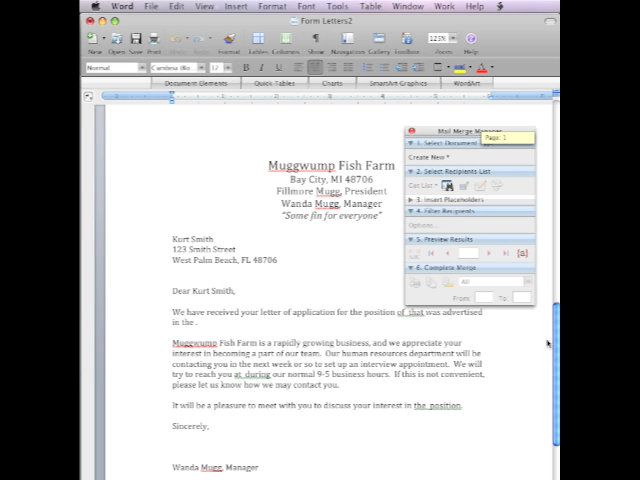 Word File Edit View Insert Format Font Tools Table Window Work Help
Form Letters2
125%
New Open Save Print Undo Redo Format Tables Columns Show Navigation Gallery Toolbox Zoom Help
Normal Cambria (Bo... 12 B I U
Document Elements Quick Tables Charts SmartArt Graphics WordArt
Mail Merge Manager
Page: 1
1. Select Document
Create New
2. Select Recipients List
Get List
3. Insert Placeholders
4. Filter Recipients
Options...
5. Preview Results
6. Complete Merge
All
From: To:
Muggwump Fish Farm
Bay City, MI 48706
Fillmore Mugg, President
Wanda Mugg, Manager
"Some fin for everyone"
Kurt Smith
123 Smith Street
West Palm Beach, FL 48706
Dear Kurt Smith,
We have received your letter of application for the position of that was advertised
in the .
Muggwump Fish Farm is a rapidly growing business, and we appreciate your
interest in becoming a part of our team. Our human resources department will be
contacting you in the next week or so to set up an interview appointment. We will
try to reach you at during our normal 9-5 business hours. If this is not convenient,
please let us know how we may contact you.
It will be a pleasure to meet with you to discuss your interest in the position.
Sincerely,
Wanda Mugg, Manager